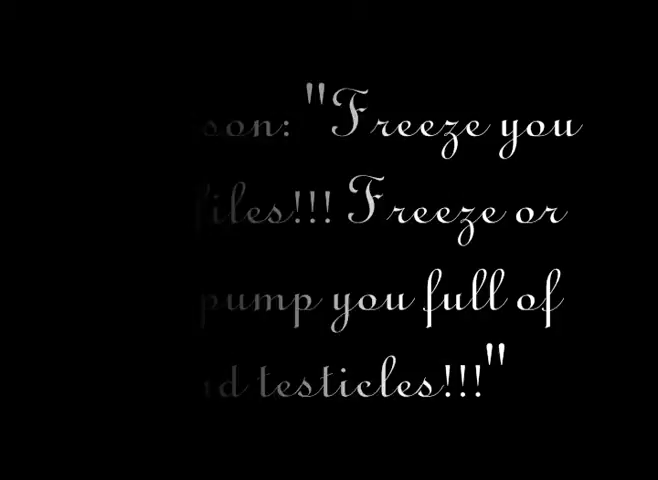 son: "Freeze you
files!!! Freeze or
pump you full of
testicles!!!"